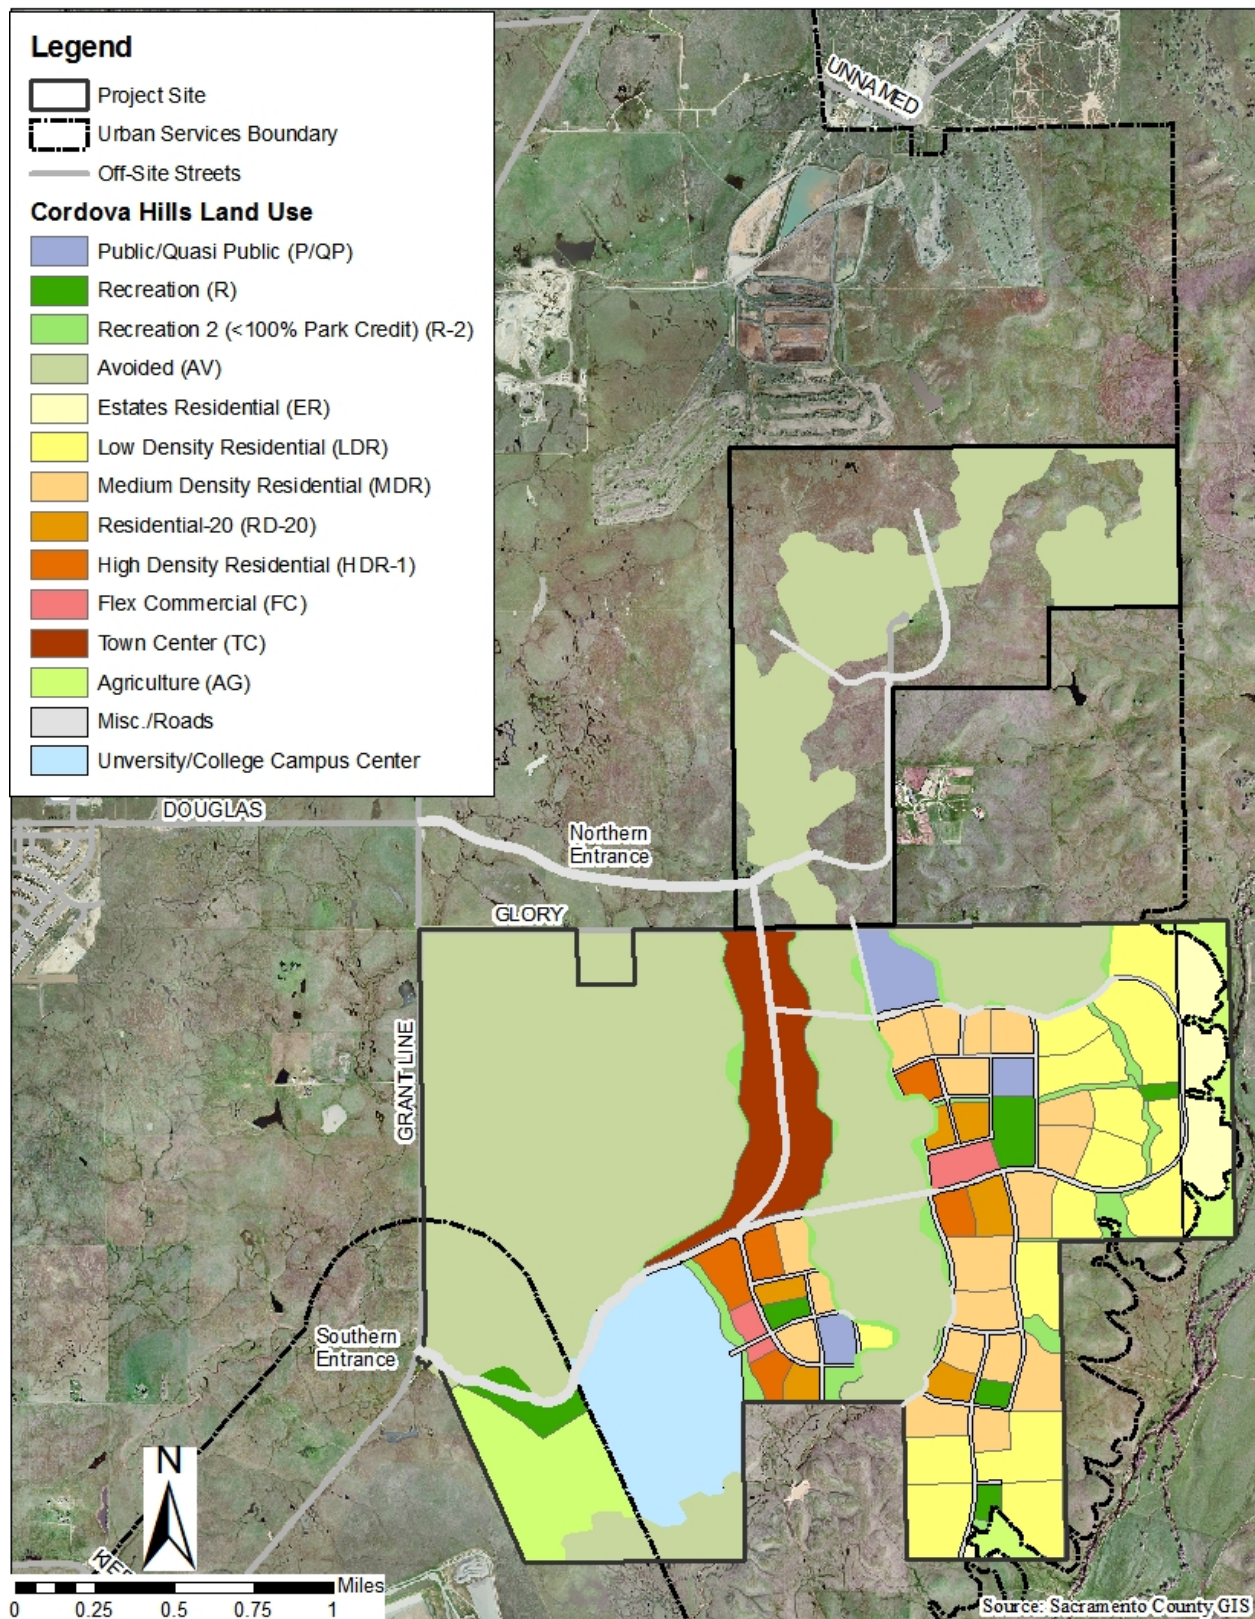 Legend
Project Site
Urban Services Boundary
Off-Site Streets
Cordova Hills Land Use
Public/Quasi Public (P/QP)
Recreation (R)
Recreation 2 (<100% Park Credit) (R-2)
Avoided (AV)
Estates Residential (ER)
Low Density Residential (LDR)
Medium Density Residential (MDR)
Residential-20 (RD-20)
High Density Residential (HDR-1)
Flex Commercial (FC)
Town Center (TC)
Agriculture (AG)
Misc./Roads
Unversity/College Campus Center
UNNAMED
DOUGLAS
Northern
Entrance
GLORY
GRANT LINE
Southern
Entrance
N
Miles
0 0.25 0.5 0.75 1
Source: Sacramento County GIS